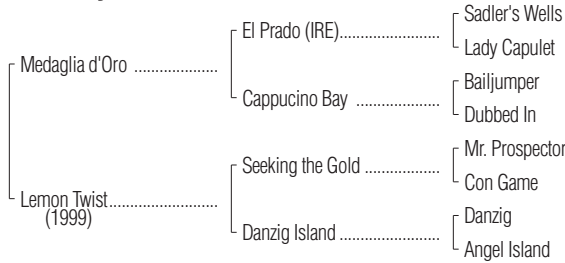 Sadler's Wells
El Prado (IRE)....................
Lady Capulet
Medaglia d'Oro .....................
Bailjumper
Cappucino Bay .....................
Dubbed In
Mr. Prospector
Seeking the Gold ...................
Con Game
Lemon Twist...........................
(1999)
Danzig
Danzig Island .........................
Angel Island